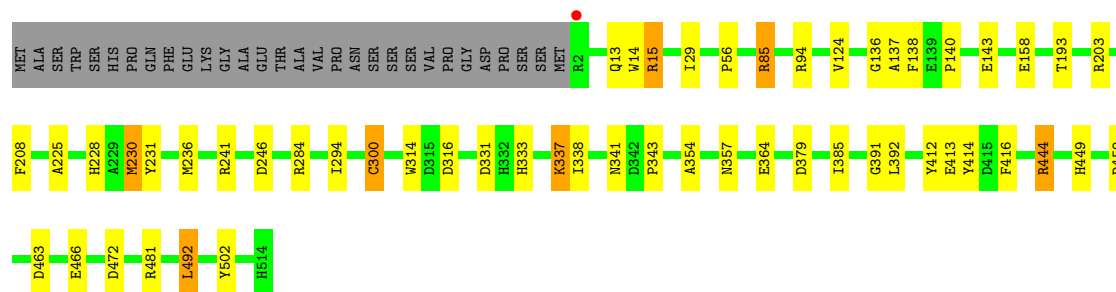 MET ALA SER TRP SER HIS PRO GLN PHE GLU LYS GLY ALA GLU THR ALA VAL PRO ASN SER SER SER VAL PRO GLY ASP PRO SER SER MET R2 Q13 W14 R15 I29 P56 R85 R94 V124 G136 A137 F138 E139 P140 E143 E158 T193 R203
F208 A225 H228 A229 M230 Y231 M236 R241 D246 R284 I294 C300 W314 D315 D316 D331 H332 H333 K337 I338 N341 D342 P343 A354 N357 E364 D379 I385 G391 L392 Y412 E413 Y414 D415 F416 R444 H449
D463 E466 D472 R481 L492 Y502 H514